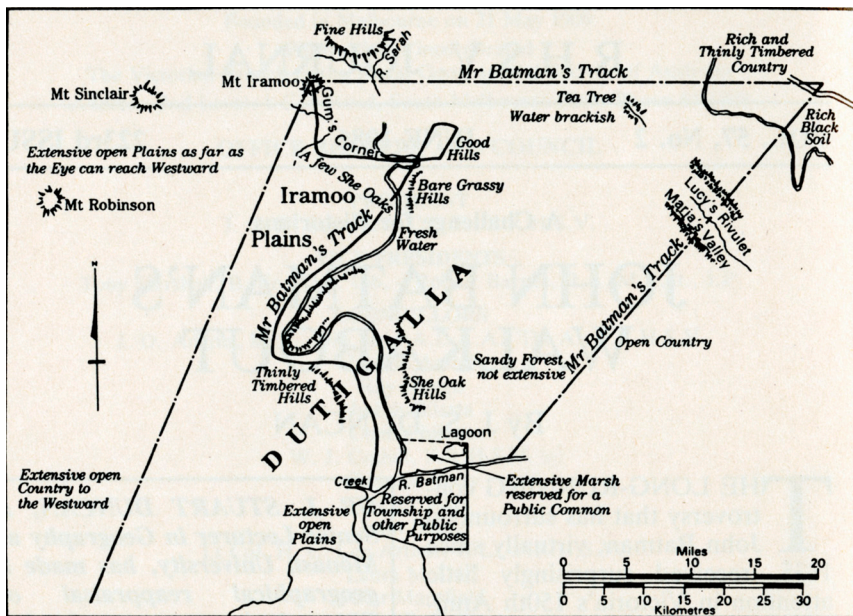 Fine Hills
R. Sarah
Mr Batman's Track
Rich and
Thinly Timbered
Country
Mt Iramoo
Mt Sinclair
Gum's Corner
Tea Tree
Water brackish
Rich
Black
Soil
Good
Hills
Extensive open Plains as far as
the Eye can reach Westward
(A few She Oaks
Iramoo
Plains
Bare Grassy
Hills
Mt Robinson
Fresh
Water
Lucy's Rivulet
Maria's Valley
Mr Batman's Track
Mr Batman's Track
DUTIGALLA
Open Country
Sandy Forest
not extensive
Thinly
Timbered
Hills
She Oak
Hills
Lagoon
Extensive open
Country to
the Westward
Creek
R. Batman
Extensive
open
Plains
Reserved for
Township and
other Public
Purposes
Extensive Marsh
reserved for a
Public Common
Miles
0 5 10 15 20
0 5 10 15 20 25 30
Kilometres